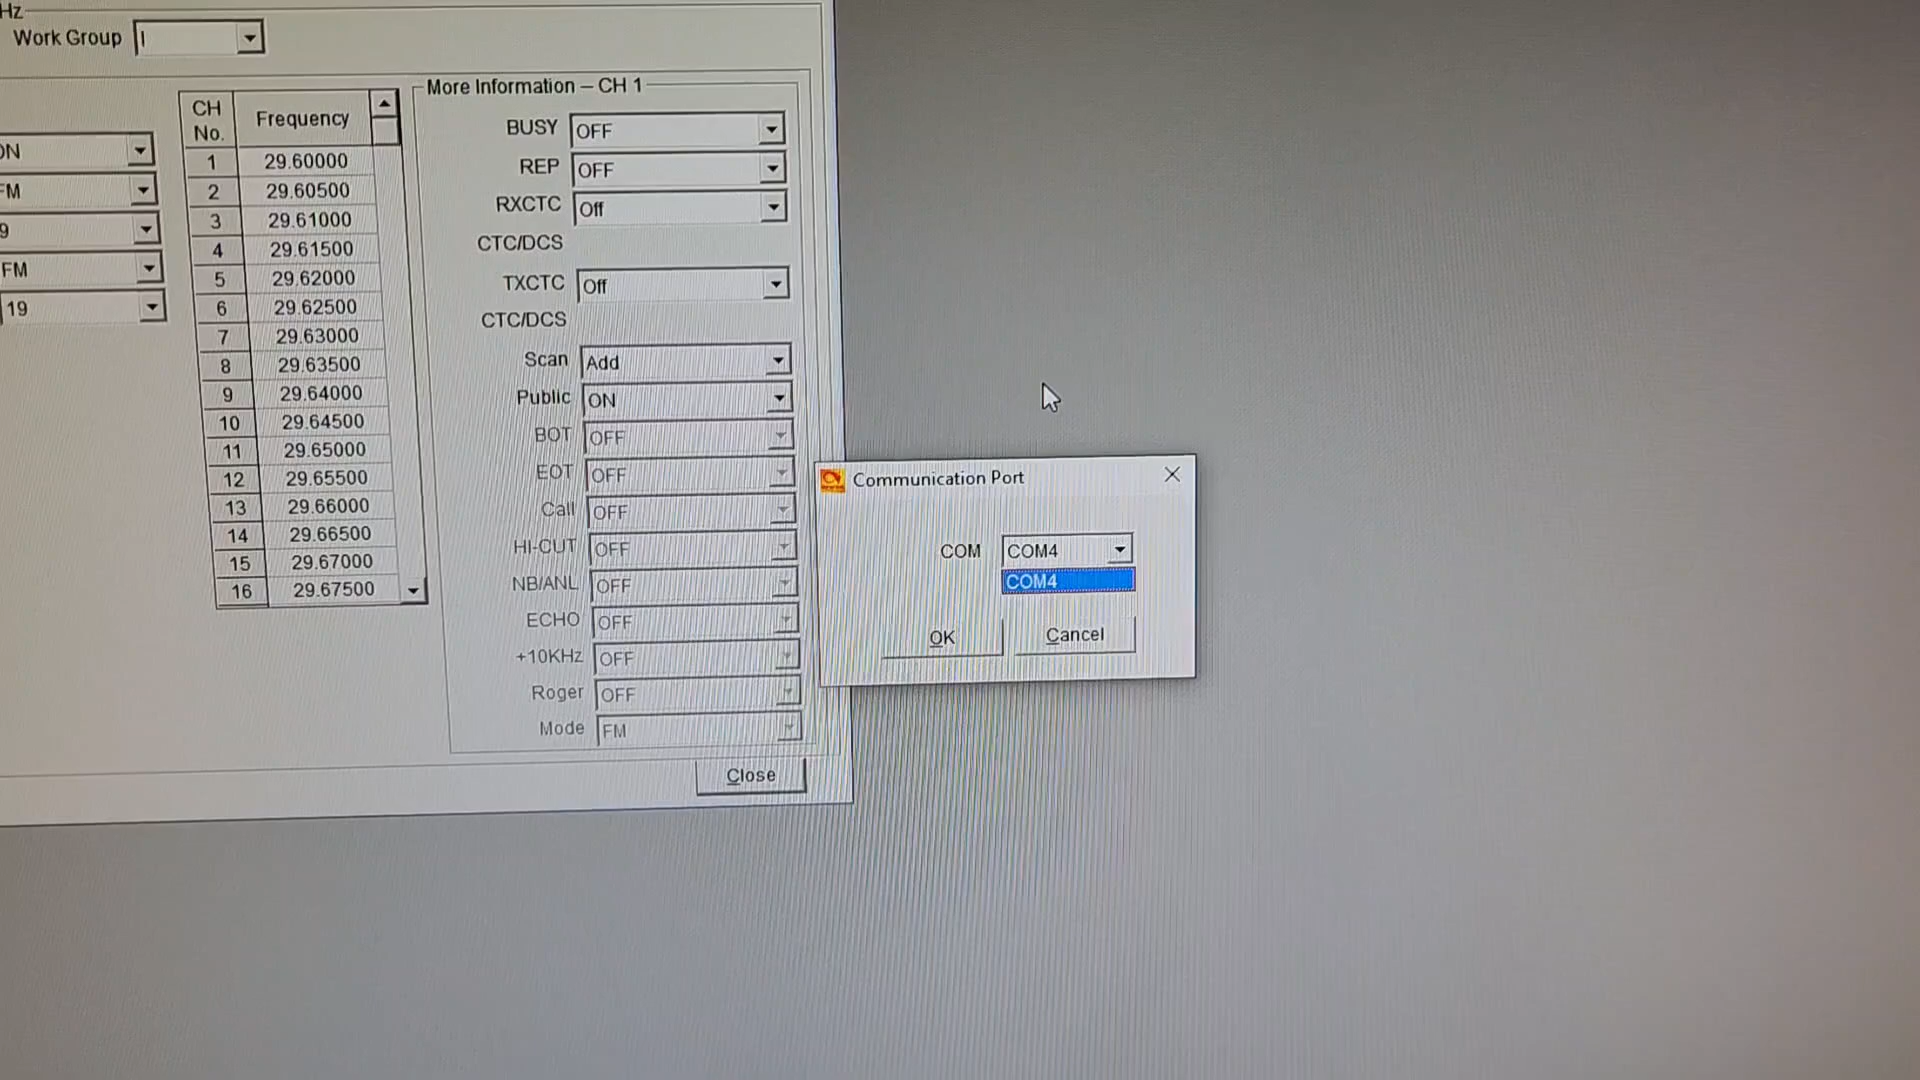 Hz
Work Group I
ON
FM
9
FM
19
CH No. Frequency
1 29.60000
2 29.60500
3 29.61000
4 29.61500
5 29.62000
6 29.62500
7 29.63000
8 29.63500
9 29.64000
10 29.64500
11 29.65000
12 29.65500
13 29.66000
14 29.66500
15 29.67000
16 29.67500
More Information – CH 1
BUSY OFF
REP OFF
RXCTC Off
CTC/DCS
TXCTC Off
CTC/DCS
Scan Add
Public ON
BOT OFF
EOT OFF
Call OFF
HI-CUT OFF
NB/ANL OFF
ECHO OFF
+10KHz OFF
Roger OFF
Mode FM
Close
Communication Port
COM COM4
COM4
OK Cancel